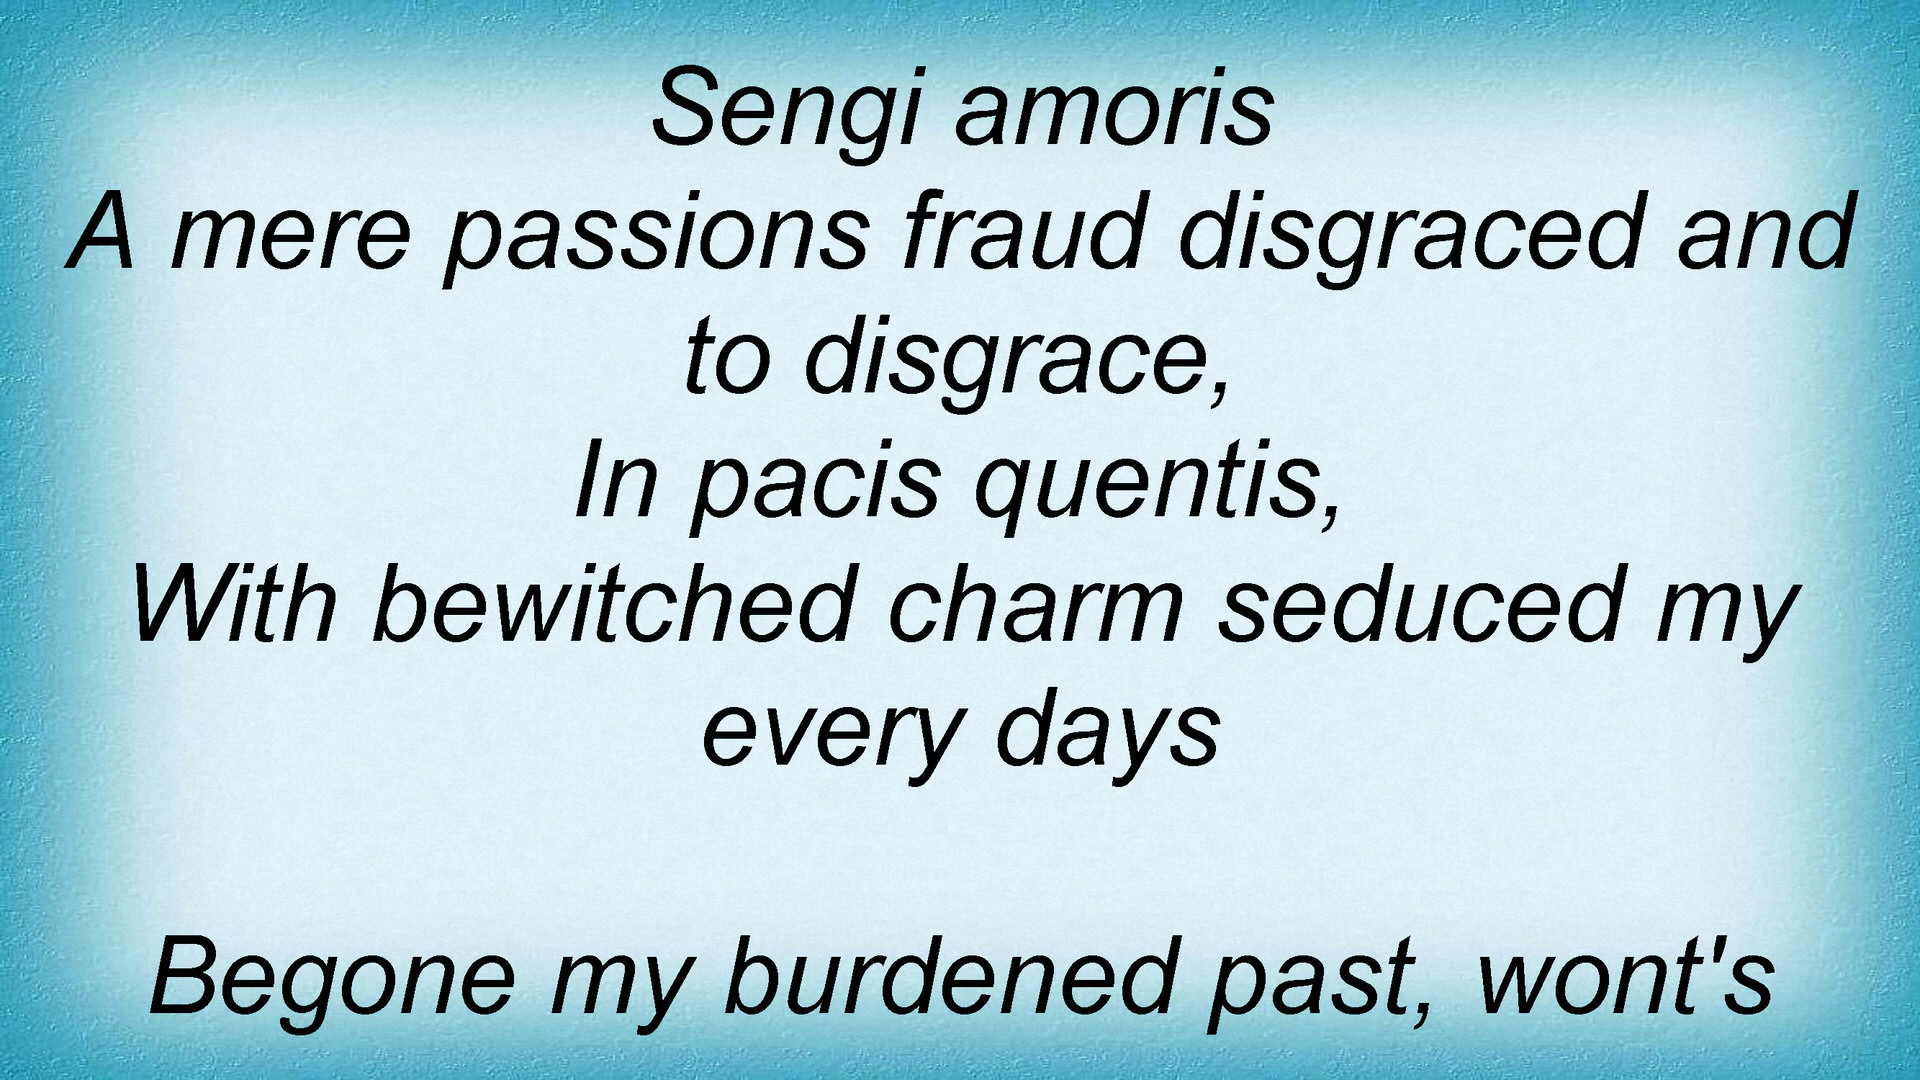 Sengi amoris
A mere passions fraud disgraced and
to disgrace,
In pacis quentis,
With bewitched charm seduced my
every days
Begone my burdened past, wont's